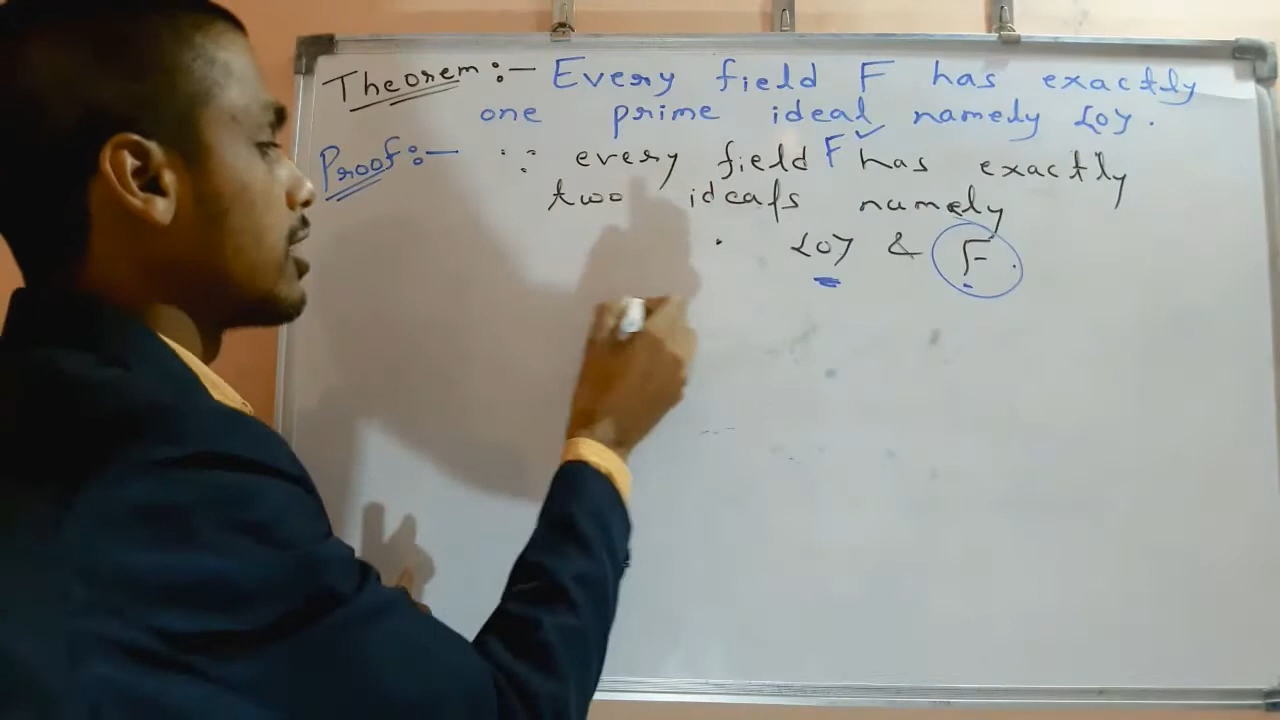 Theorem :- Every field F has exactly
one prime ideal namely {0}.
Proof :- ∵ every field F has exactly
two ideals namely
{0} & F.